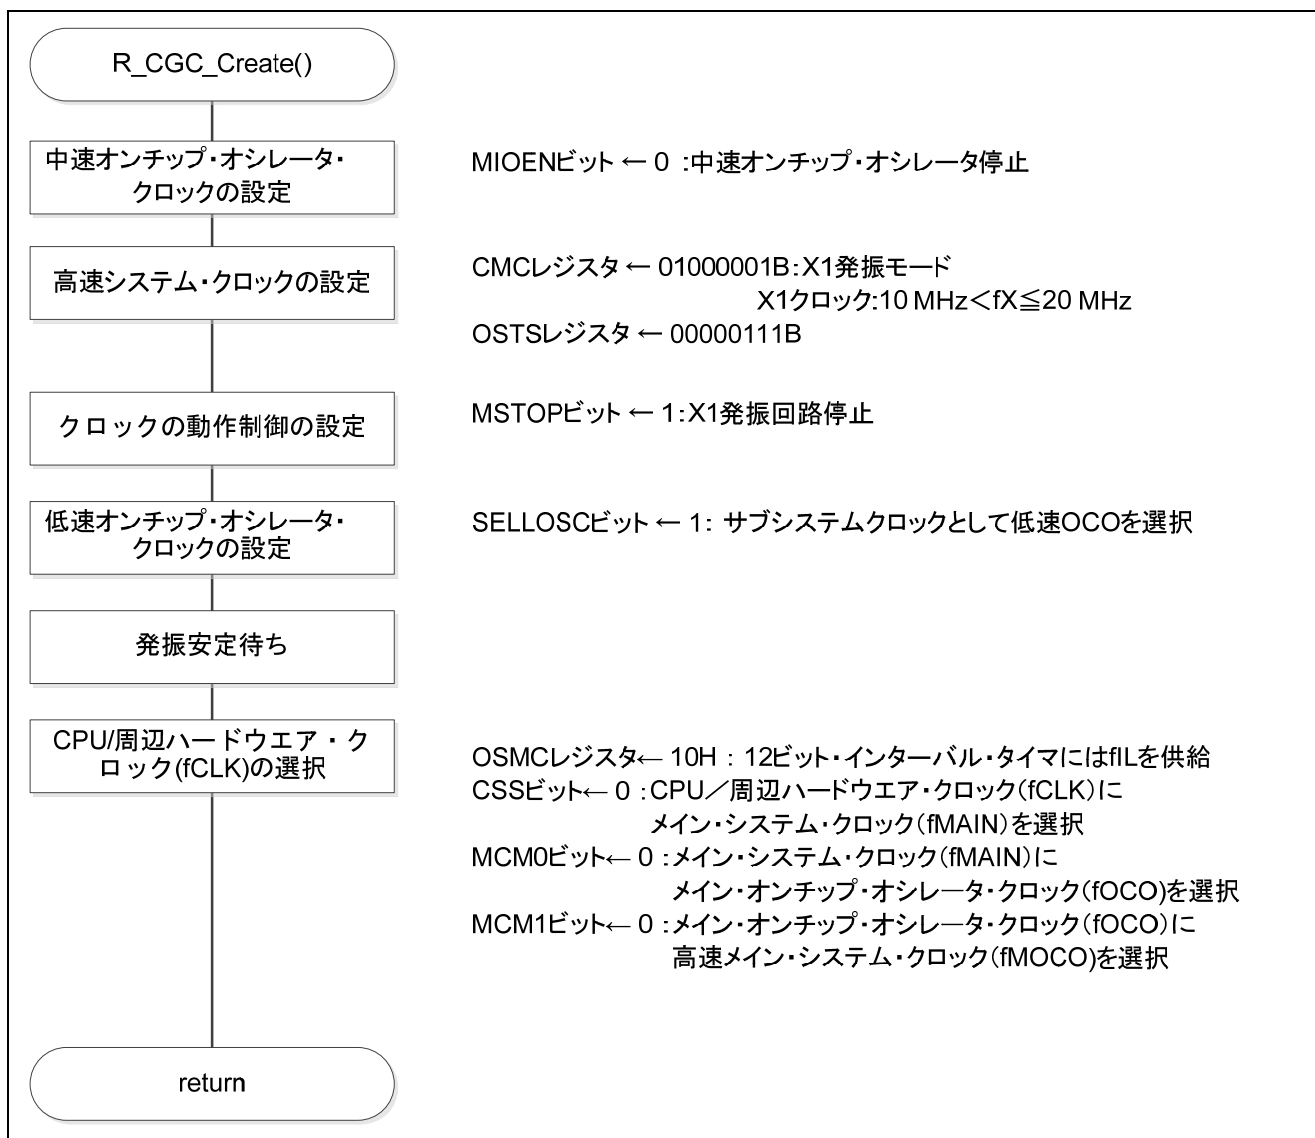 R_CGC_Create()
中速オンチップ・オシレータ・
クロックの設定
MIOENビット ← 0 :中速オンチップ・オシレータ停止
高速システム・クロックの設定
CMCレジスタ ← 01000001B:X1発振モード
X1クロック:10 MHz＜fX≦20 MHz
OSTSレジスタ ← 00000111B
クロックの動作制御の設定
MSTOPビット ← 1:X1発振回路停止
低速オンチップ・オシレータ・
クロックの設定
SELLOSCビット ← 1: サブシステムクロックとして低速OCOを選択
発振安定待ち
CPU/周辺ハードウエア・ク
ロック(fCLK)の選択
OSMCレジスタ← 10H : 12ビット・インターバル・タイマにはfILを供給
CSSビット← 0 :CPU／周辺ハードウエア・クロック(fCLK)に
メイン・システム・クロック(fMAIN)を選択
MCM0ビット← 0 :メイン・システム・クロック(fMAIN)に
メイン・オンチップ・オシレータ・クロック(fOCO)を選択
MCM1ビット← 0 :メイン・オンチップ・オシレータ・クロック(fOCO)に
高速メイン・システム・クロック(fMOCO)を選択
return